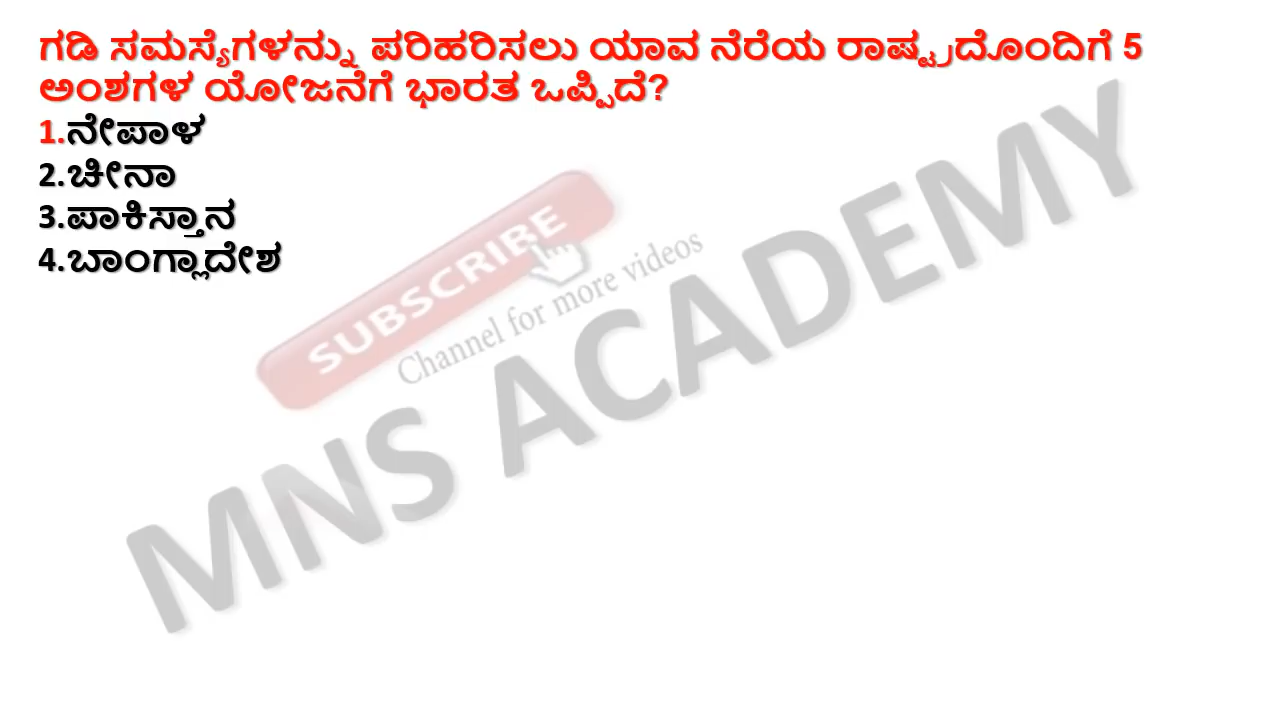 ಗಡಿ ಸಮಸ್ಯೆಗಳನ್ನು ಪರಿಹರಿಸಲು ಯಾವ ನೆರೆಯ ರಾಷ್ಟ್ರದೊಂದಿಗೆ 5
ಅಂಶಗಳ ಯೋಜನೆಗೆ ಭಾರತ ಒಪ್ಪಿದೆ?
1.ನೇಪಾಳ
2.ಚೀನಾ
3.ಪಾಕಿಸ್ತಾನ
4.ಬಾಂಗ್ಲಾದೇಶ
SUBSCRIBE
Channel for more videos
MNS ACADEMY